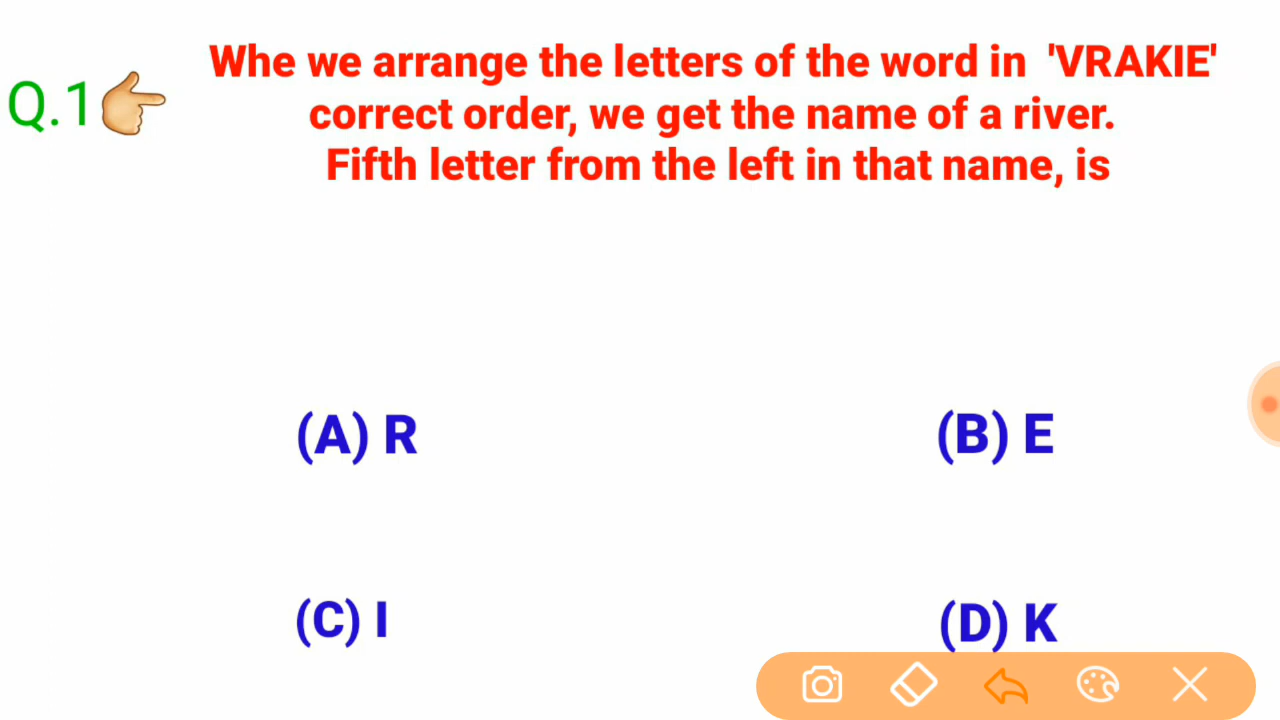 Q.1
Whe we arrange the letters of the word in 'VRAKIE'
correct order, we get the name of a river.
Fifth letter from the left in that name, is
(A) R
(B) E
(C) I
(D) K